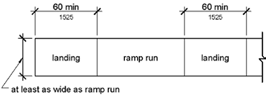 60 min 60 min
1525 1525
landing ramp run landing
at least as wide as ramp run